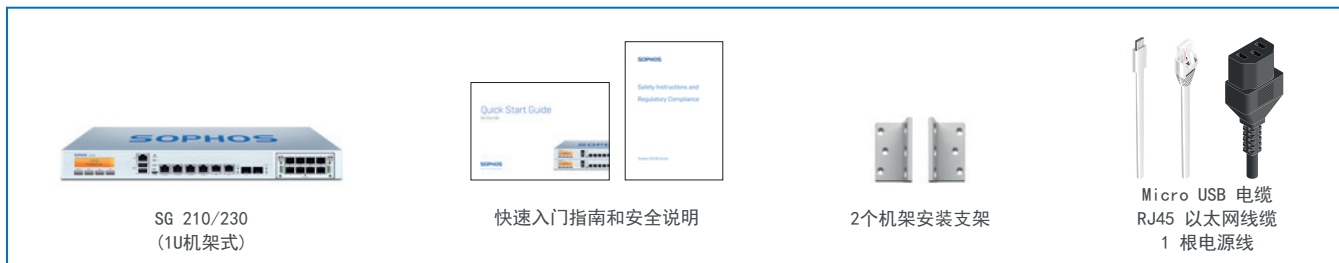 SOPHOS
SOPHOS
SG 210/230
(1U机架式)
Quick Start Guide
SOPHOS
SOPHOS
Safety Instructions and
Regulatory Compliance
快速入门指南和安全说明
2个机架安装支架
Micro USB 电缆
RJ45 以太网线缆
1 根电源线